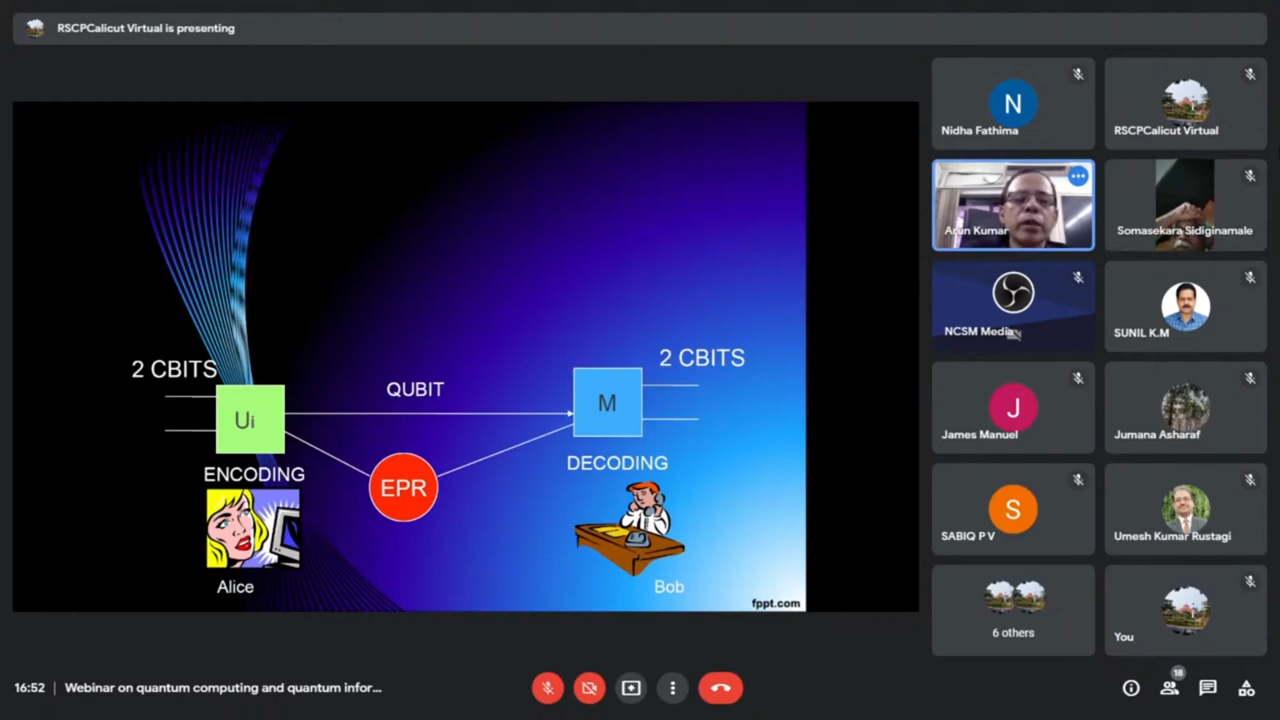 RSCPCalicut Virtual is presenting
2 CBITS
Ui
QUBIT
M
2 CBITS
ENCODING
EPR
DECODING
Alice
Bob
fppt.com
N
Nidha Fathima
RSCPCalicut Virtual
Arun Kumar
Somasekara Sidiginamale
NCSM Media
SUNIL K.M
J
James Manuel
Jumana Asharaf
S
SABIQ P V
Umesh Kumar Rustagi
6 others
You
16:52 | Webinar on quantum computing and quantum infor...
18